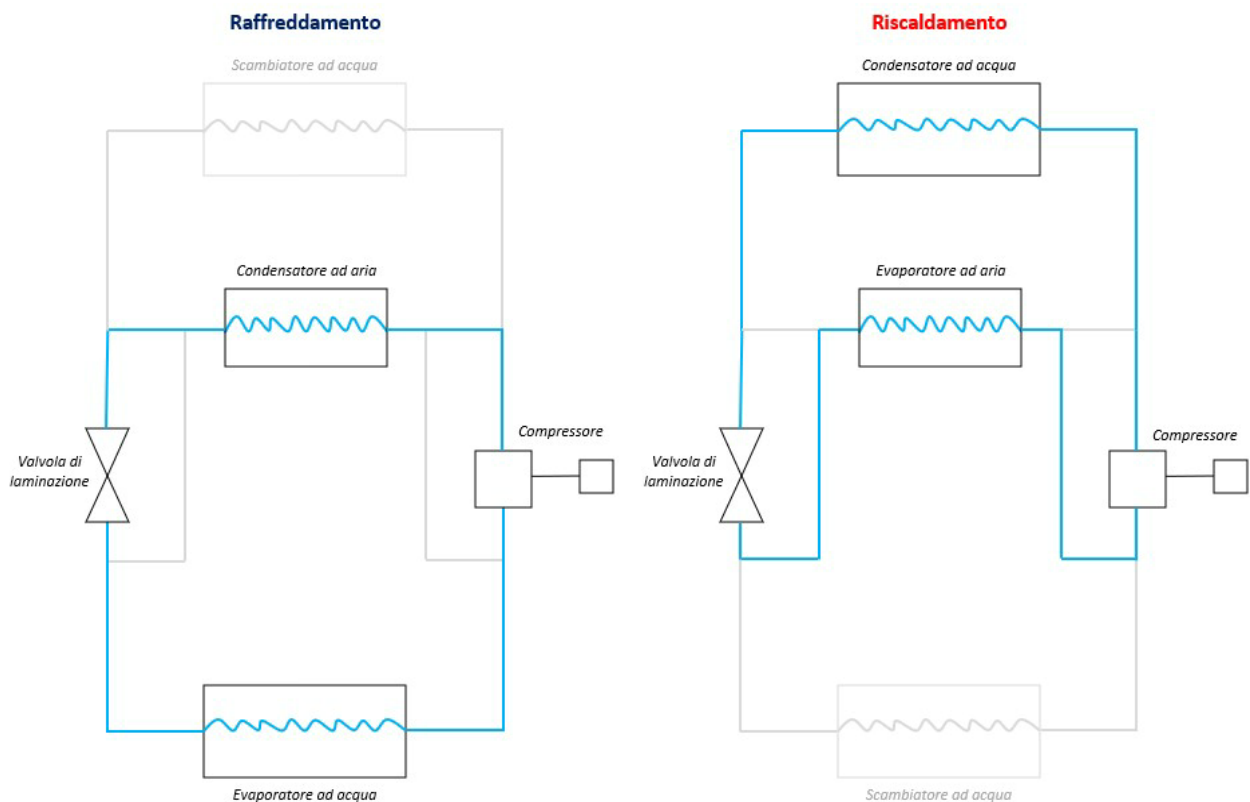 Raffreddamento
Scambiatore ad acqua
Condensatore ad aria
Compressore
Valvola di
laminazione
Evaporatore ad acqua
Riscaldamento
Condensatore ad acqua
Evaporatore ad aria
Compressore
Valvola di
laminazione
Scambiatore ad acqua